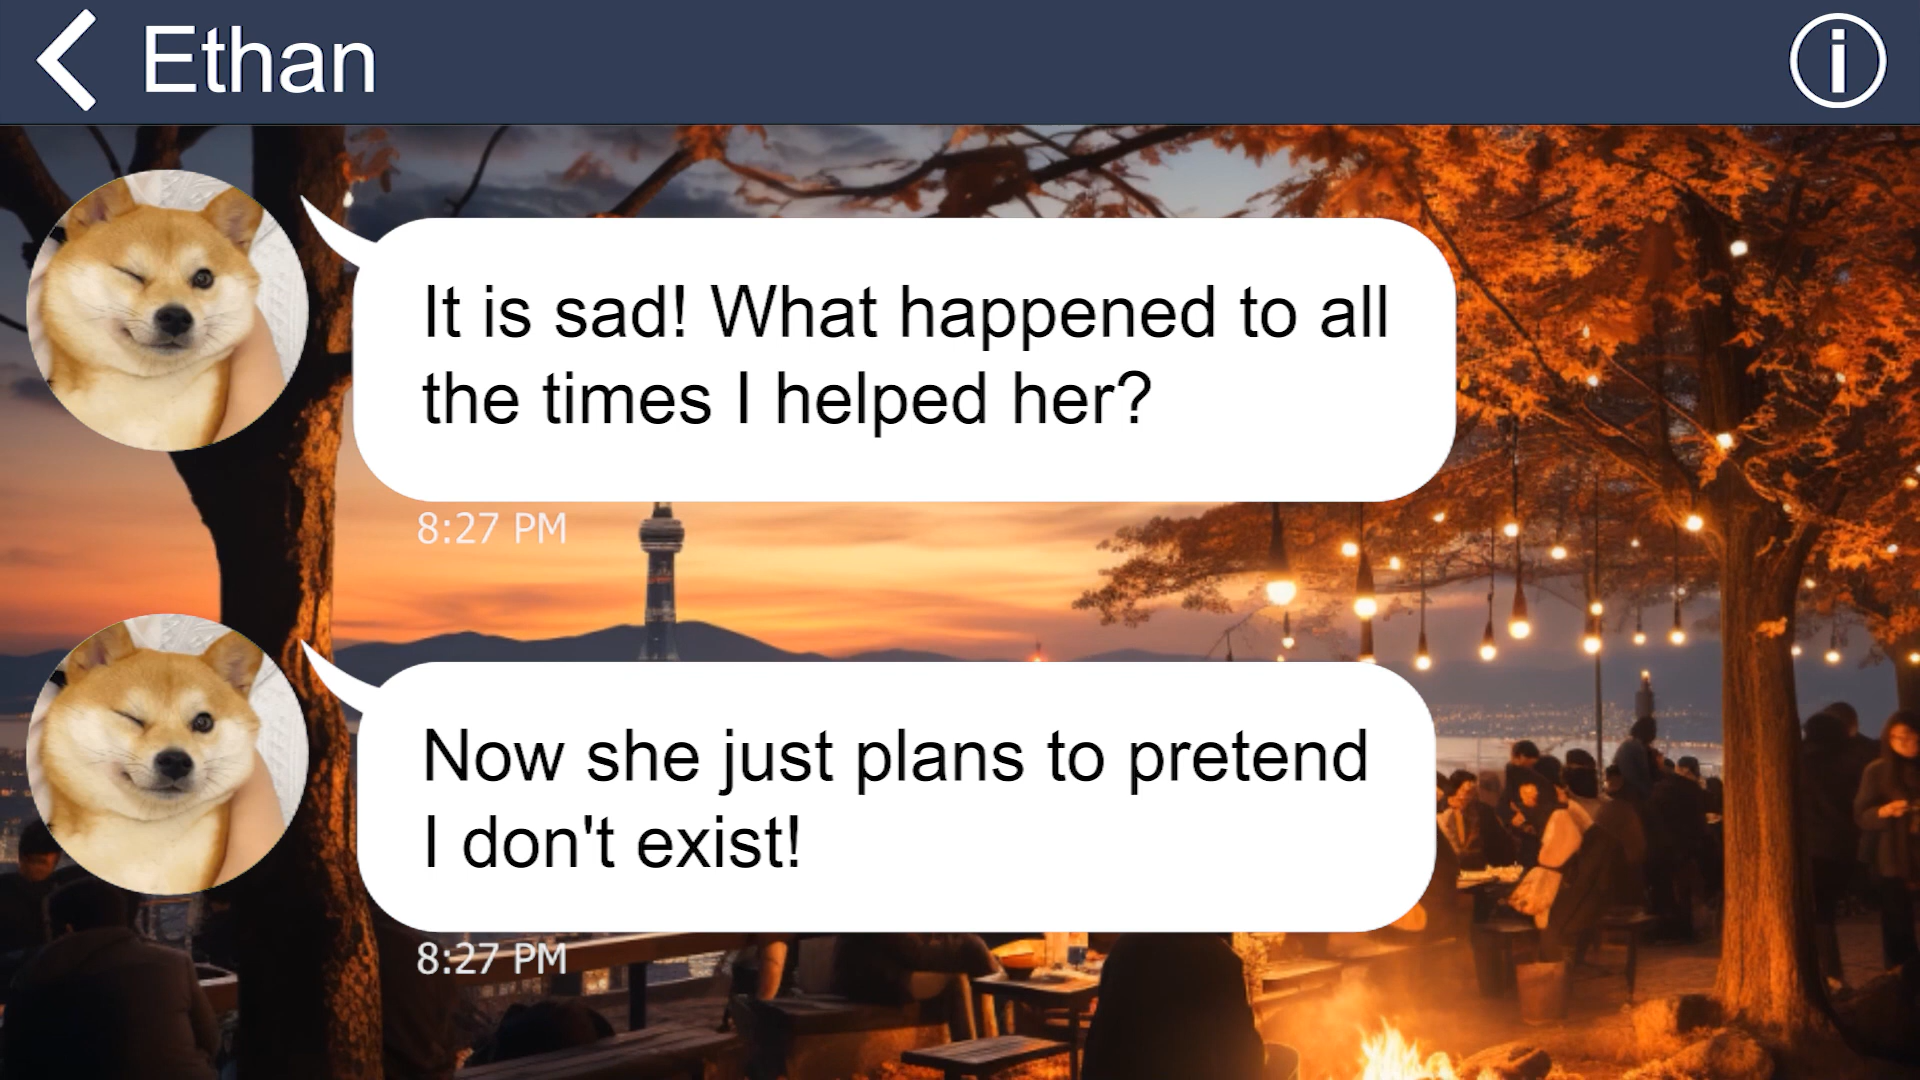 Ethan
It is sad! What happened to all
the times I helped her?
8:27 PM
Now she just plans to pretend
I don't exist!
8:27 PM